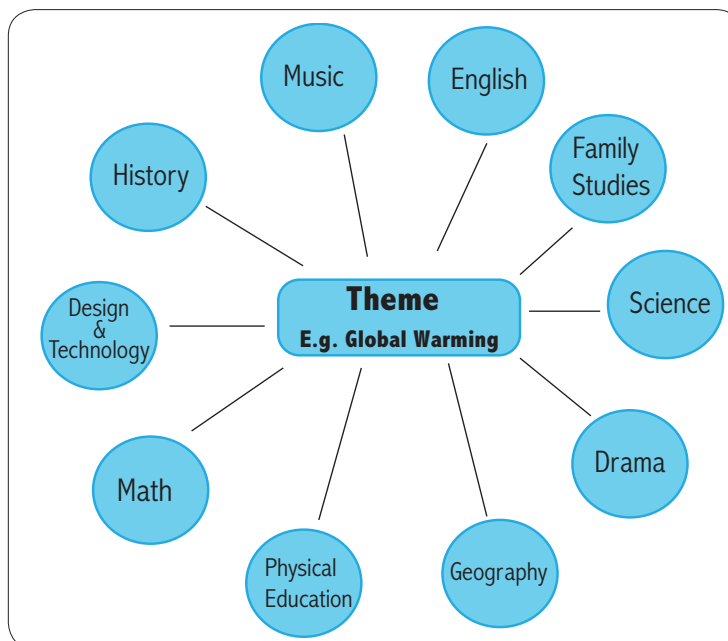 Music
English
Family
Studies
History
Theme
E.g. Global Warming
Science
Design
&
Technology
Drama
Math
Physical
Education
Geography